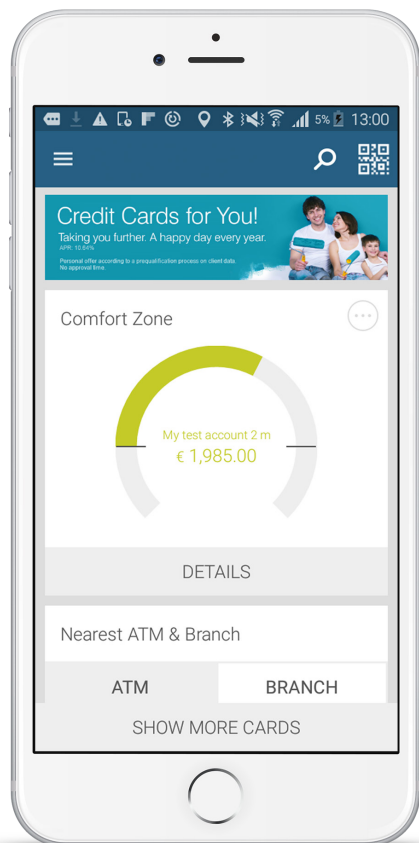 5% 13:00
Credit Cards for You!
Taking you further. A happy day every year.
APR: 10.84%
Personal offer according to a prequalification process on client data.
No approval time
Comfort Zone
My test account 2 m
€ 1,985.00
DETAILS
Nearest ATM & Branch
ATM BRANCH
SHOW MORE CARDS